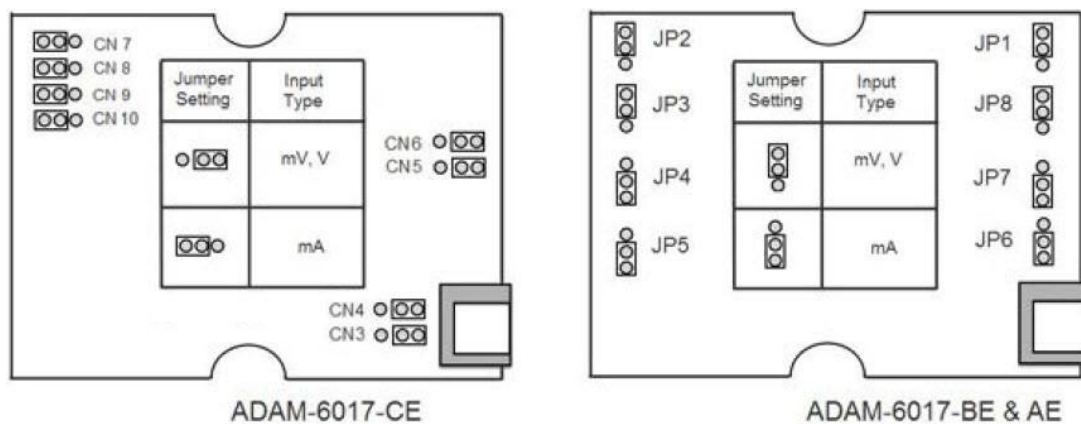 CN 7
CN 8
CN 9
CN 10
Jumper Setting
Input Type
mV, V
mA
CN6
CN5
CN4
CN3
ADAM-6017-CE
JP2
JP3
JP4
JP5
Jumper Setting
Input Type
mV, V
mA
JP1
JP8
JP7
JP6
ADAM-6017-BE & AE